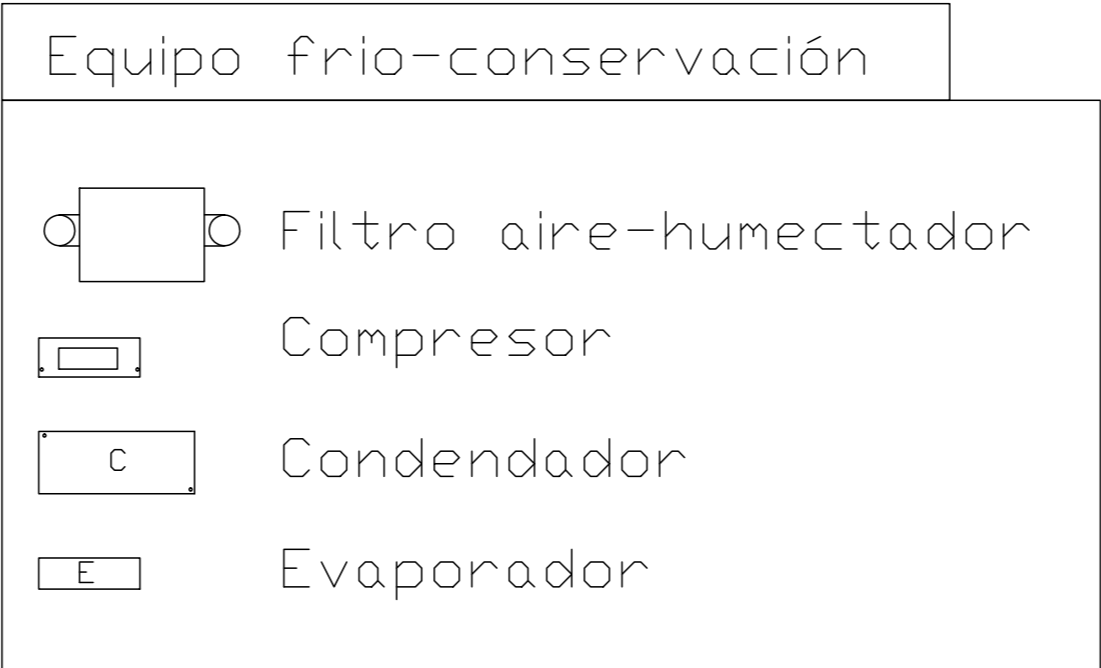 Equipo frio-conservación
Filtro aire-humectador
Compresor
C Condendador
E Evaporador